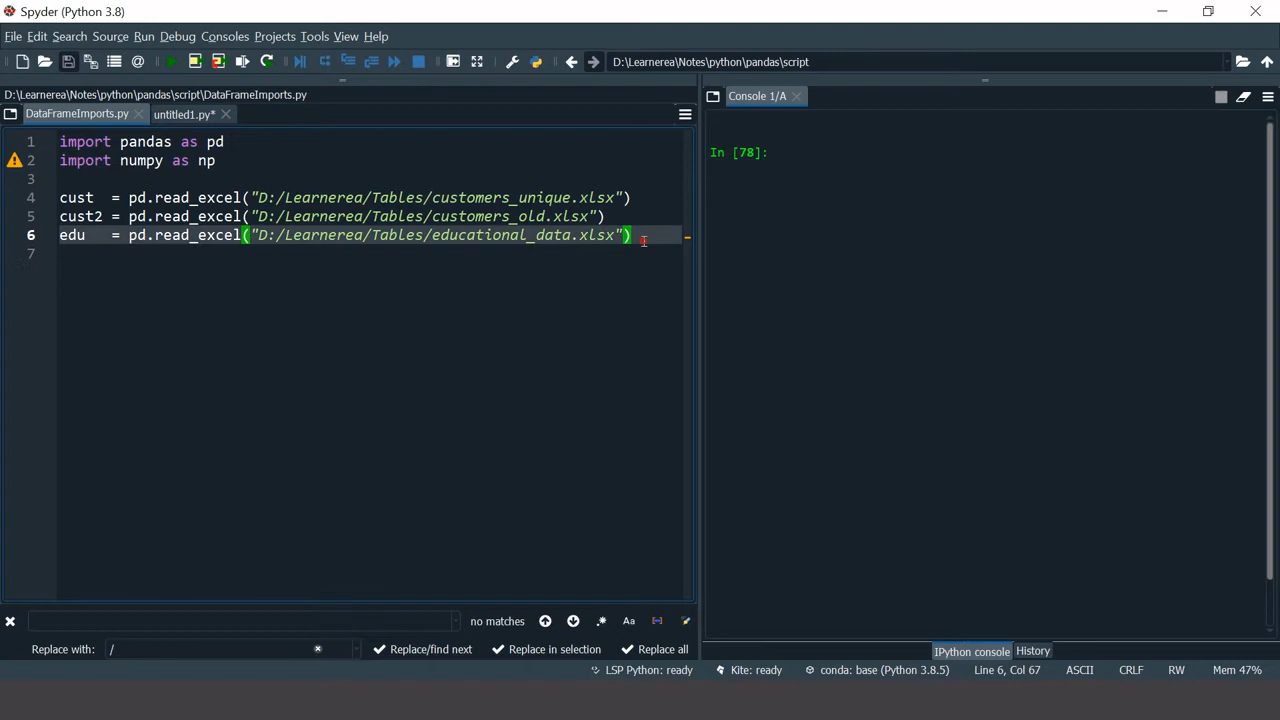 Spyder (Python 3.8)
File Edit Search Source Run Debug Consoles Projects Tools View Help
D:\Learnerea\Notes\python\pandas\script
D:\Learnerea\Notes\python\pandas\script\DataFrameImports.py
DataFrameImports.py untitled1.py*
1 import pandas as pd
2 import numpy as np
3
4 cust = pd.read_excel("D:/Learnerea/Tables/customers_unique.xlsx")
5 cust2 = pd.read_excel("D:/Learnerea/Tables/customers_old.xlsx")
6 edu = pd.read_excel("D:/Learnerea/Tables/educational_data.xlsx")
7
Console 1/A
In [78]:
no matches Aa
Replace with: / Replace/find next Replace in selection Replace all
IPython console History
LSP Python: ready Kite: ready conda: base (Python 3.8.5) Line 6, Col 67 ASCII CRLF RW Mem 47%